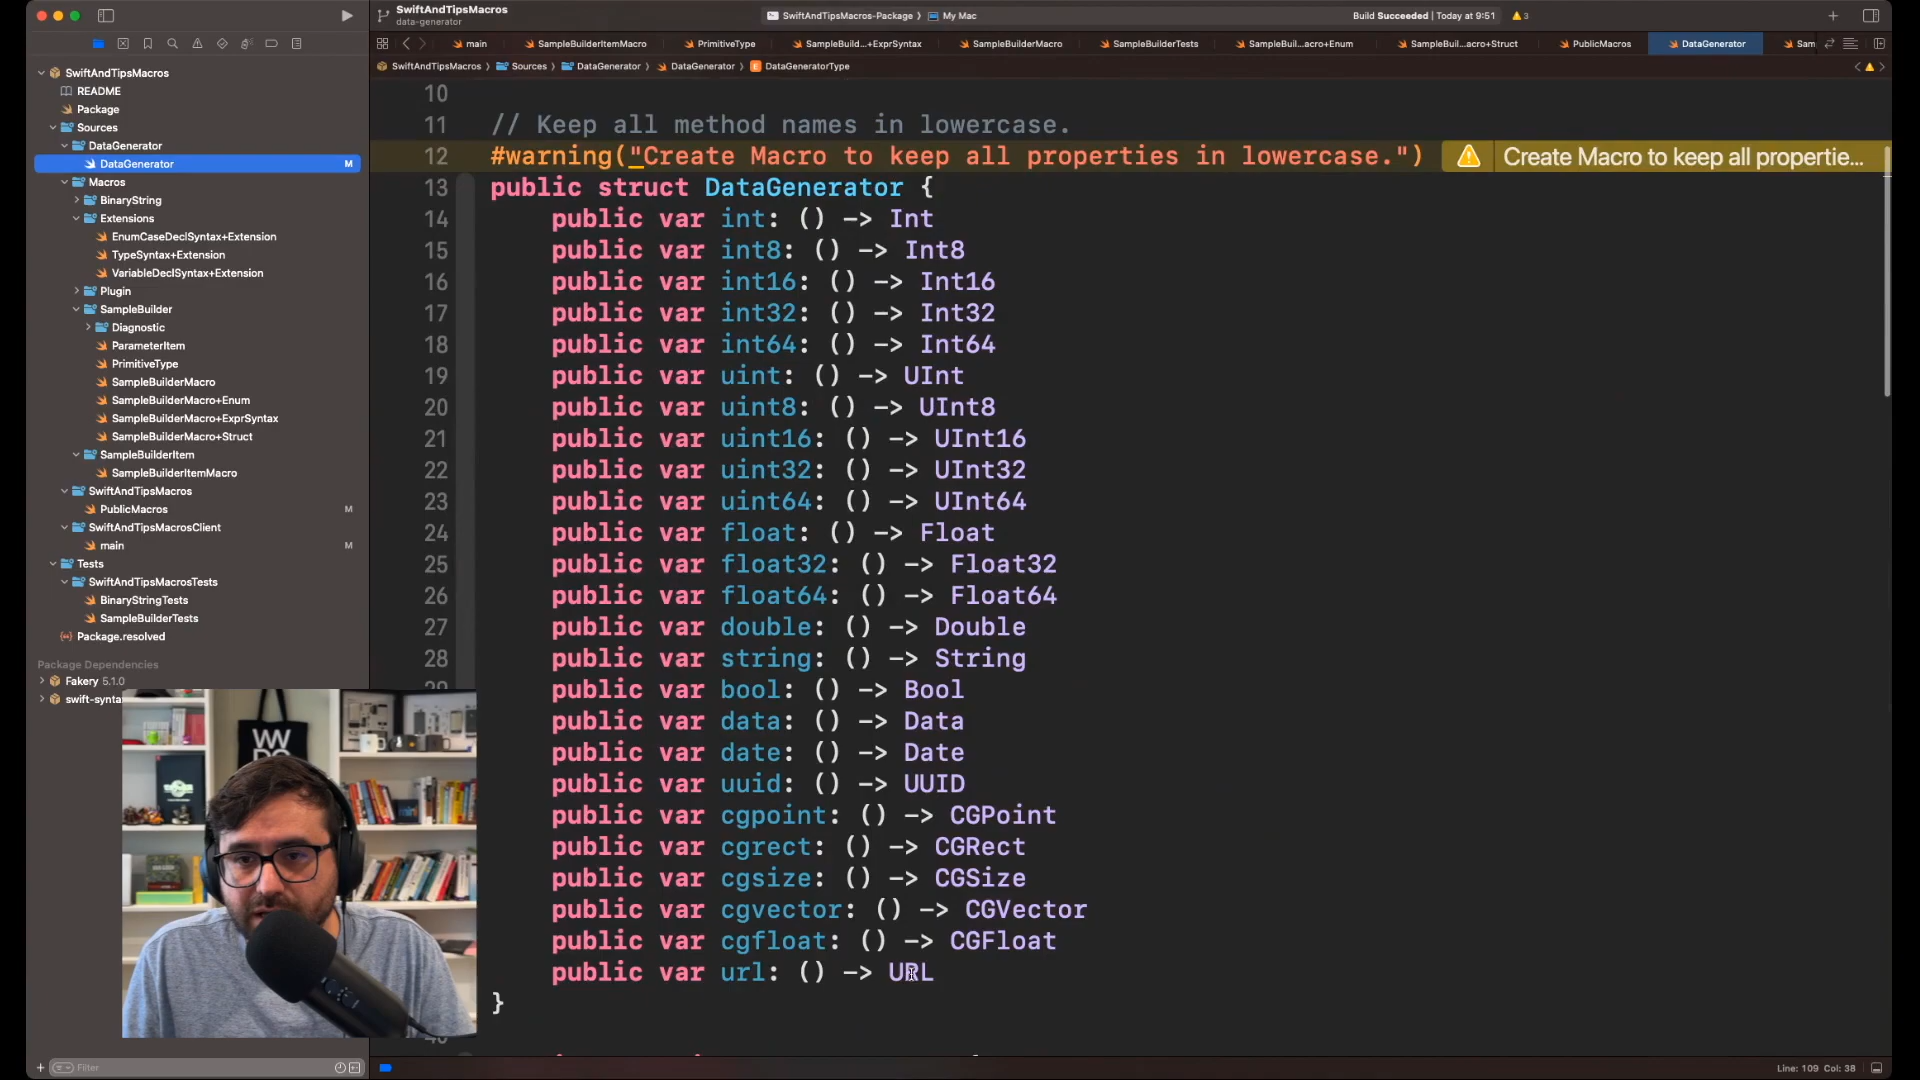 SwiftAndTipsMacros
data-generator
SwiftAndTipsMacros-Package
My Mac
Build Succeeded | Today at 9:51
3
main
SampleBuilderItemMacro
PrimitiveType
SampleBuild...+ExprSyntax
SampleBuilderMacro
SampleBuilderTests
SampleBuil...acro+Enum
SampleBuil...acro+Struct
PublicMacros
DataGenerator
Sam
SwiftAndTipsMacros
Sources
DataGenerator
DataGenerator
DataGeneratorType
SwiftAndTipsMacros
README
Package
Sources
DataGenerator
DataGenerator M
Macros
BinaryString
Extensions
EnumCaseDeclSyntax+Extension
TypeSyntax+Extension
VariableDeclSyntax+Extension
Plugin
SampleBuilder
Diagnostic
ParameterItem
PrimitiveType
SampleBuilderMacro
SampleBuilderMacro+Enum
SampleBuilderMacro+ExprSyntax
SampleBuilderMacro+Struct
SampleBuilderItem
SampleBuilderItemMacro
SwiftAndTipsMacros
PublicMacros M
SwiftAndTipsMacrosClient
main M
Tests
SwiftAndTipsMacrosTests
BinaryStringTests
SampleBuilderTests
Package.resolved
Package Dependencies
Fakery 5.1.0
swift-synta
Filter
10
11 // Keep all method names in lowercase.
12 #warning("Create Macro to keep all properties in lowercase.") Create Macro to keep all propertie...
13 public struct DataGenerator {
14 public var int: () -> Int
15 public var int8: () -> Int8
16 public var int16: () -> Int16
17 public var int32: () -> Int32
18 public var int64: () -> Int64
19 public var uint: () -> UInt
20 public var uint8: () -> UInt8
21 public var uint16: () -> UInt16
22 public var uint32: () -> UInt32
23 public var uint64: () -> UInt64
24 public var float: () -> Float
25 public var float32: () -> Float32
26 public var float64: () -> Float64
27 public var double: () -> Double
28 public var string: () -> String
public var bool: () -> Bool
public var data: () -> Data
public var date: () -> Date
public var uuid: () -> UUID
public var cgpoint: () -> CGPoint
public var cgrect: () -> CGRect
public var cgsize: () -> CGSize
public var cgvector: () -> CGVector
public var cgfloat: () -> CGFloat
public var url: () -> URL
}
Line: 109 Col: 38